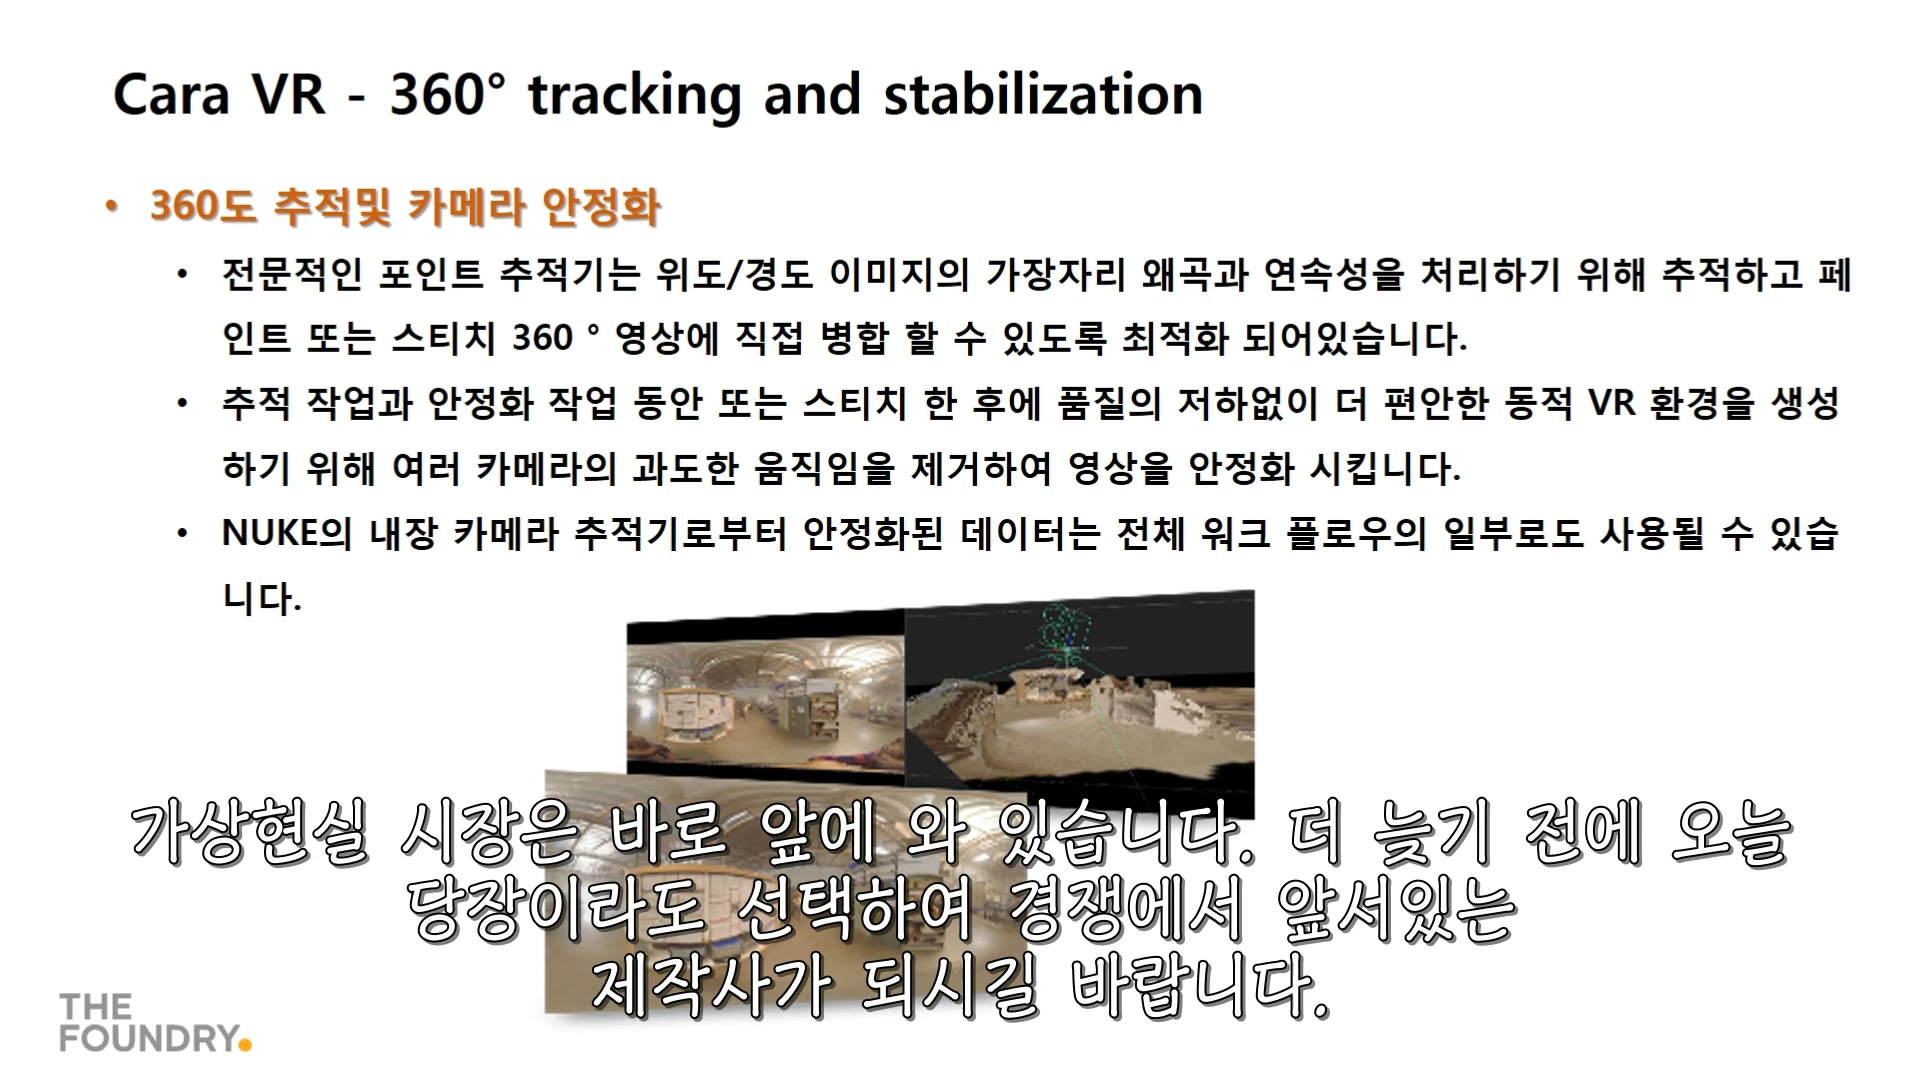 Cara VR - 360° tracking and stabilization
• 360도 추적및 카메라 안정화
• 전문적인 포인트 추적기는 위도/경도 이미지의 가장자리 왜곡과 연속성을 처리하기 위해 추적하고 페
인트 또는 스티치 360 ° 영상에 직접 병합 할 수 있도록 최적화 되어있습니다.
• 추적 작업과 안정화 작업 동안 또는 스티치 한 후에 품질의 저하없이 더 편안한 동적 VR 환경을 생성
하기 위해 여러 카메라의 과도한 움직임을 제거하여 영상을 안정화 시킵니다.
• NUKE의 내장 카메라 추적기로부터 안정화된 데이터는 전체 워크 플로우의 일부로도 사용될 수 있습
니다.
가상현실 시장은 바로 앞에 와 있습니다. 더 늦기 전에 오늘
당장이라도 선택하여 경쟁에서 앞서있는
제작사가 되시길 바랍니다.
THE
FOUNDRY.